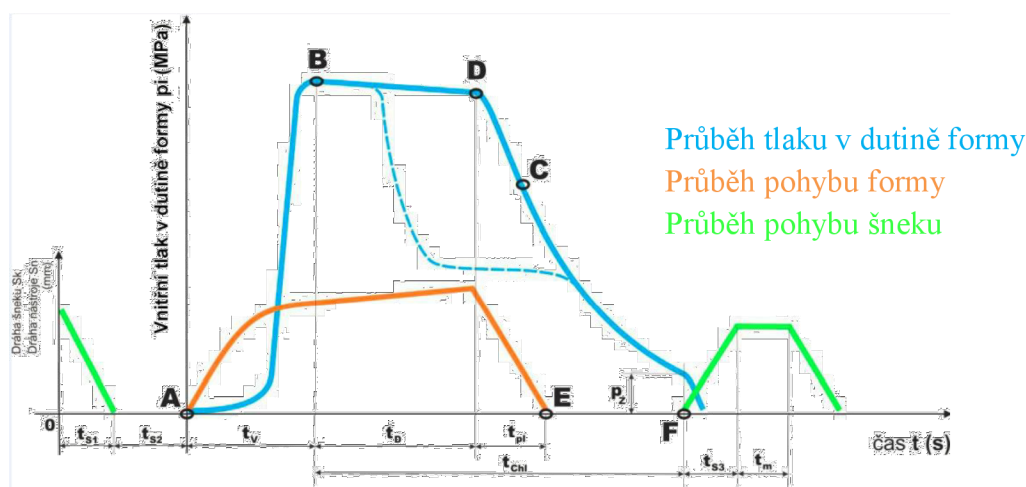 Vnitřní tlak v dutině formy pi (MPa)
Dráha šneku Sk
Dráha nástroje Sn
(mm)
B
D
C
A
E
F
Průběh tlaku v dutině formy
Průběh pohybu formy
Průběh pohybu šneku
P2
0
tS1
tS2
tV
tD
tpl
čas t (s)
tChl
tS3
tm